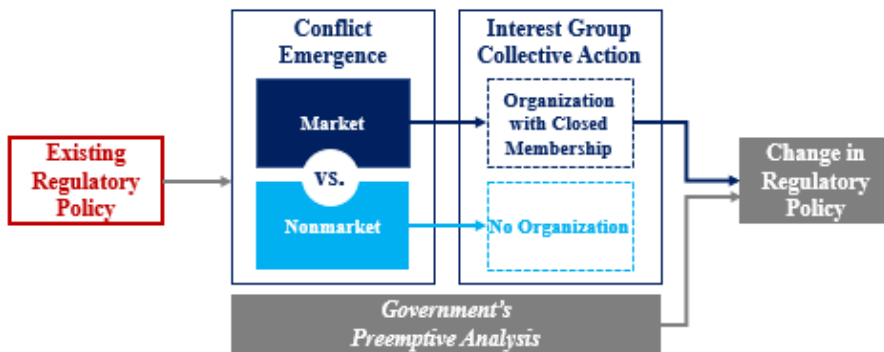 Conflict
Emergence
Interest Group
Collective Action
Existing
Regulatory
Policy
Market
vs.
Nonmarket
Organization
with Closed
Membership
No Organization
Change in
Regulatory
Policy
Government's
Preemptive Analysis